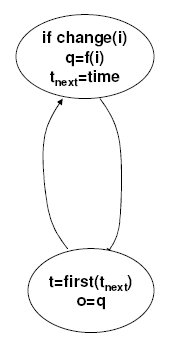 if change(i)
q=f(i)
tnext=time
t=first(tnext)
o=q